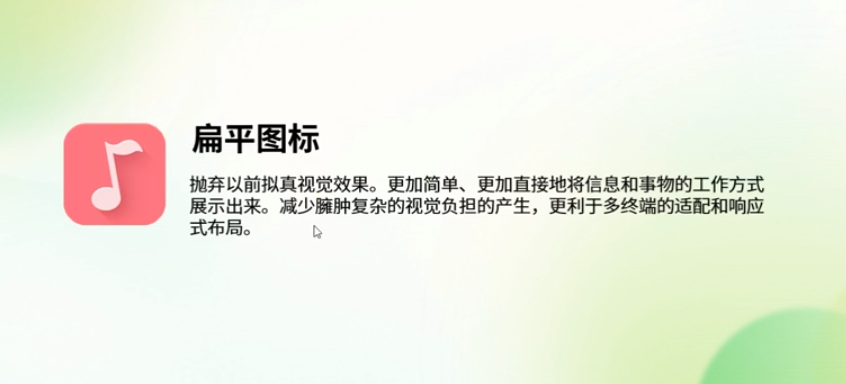 扁平图标
抛弃以前拟真视觉效果。更加简单、更加直接地将信息和事物的工作方式
展示出来。减少臃肿复杂的视觉负担的产生，更利于多终端的适配和响应
式布局。